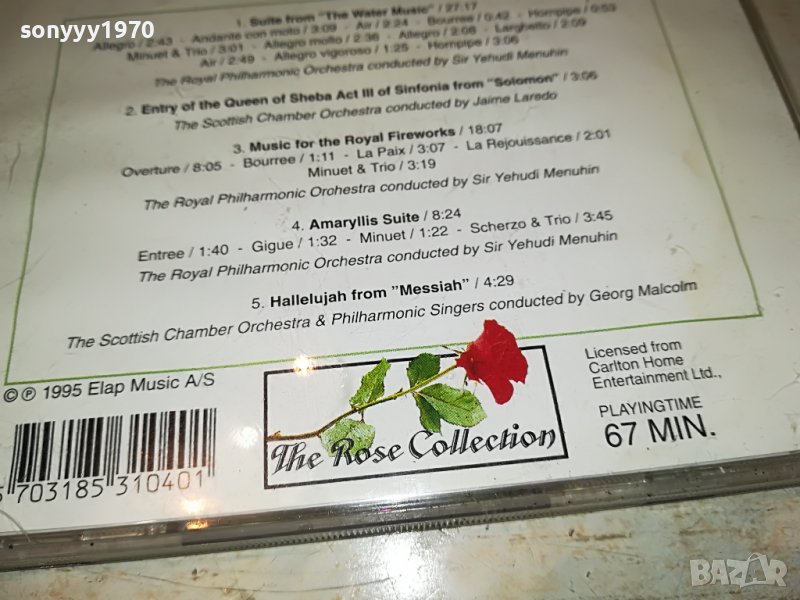 sonyyy1970
1. Suite from "The Water Music" / 27:17
Allegro / 2:43 - Andante con moto / 3:09 - Air / 2:24 - Bourree / 0:42 - Hornpipe / 0:53
Minuet & Trio / 3:01 - Allegro molto / 2:36 - Allegro / 2:08 - Larghetto / 2:09
Air / 2:49 - Allegro vigoroso / 1:25 - Hornpipe / 3:06
The Royal Philharmonic Orchestra conducted by Sir Yehudi Menuhin
2. Entry of the Queen of Sheba Act III of Sinfonia from "Solomon" / 3:06
The Scottish Chamber Orchestra conducted by Jaime Laredo
3. Music for the Royal Fireworks / 18:07
Overture / 8:05 - Bourree / 1:11 - La Paix / 3:07 - La Rejouissance / 2:01
Minuet & Trio / 3:19
The Royal Philharmonic Orchestra conducted by Sir Yehudi Menuhin
4. Amaryllis Suite / 8:24
Entree / 1:40 - Gigue / 1:32 - Minuet / 1:22 - Scherzo & Trio / 3:45
The Royal Philharmonic Orchestra conducted by Sir Yehudi Menuhin
5. Hallelujah from "Messiah" / 4:29
The Scottish Chamber Orchestra & Philharmonic Singers conducted by Georg Malcolm
© ℗ 1995 Elap Music A/S
Licensed from
Carlton Home
Entertainment Ltd.,
PLAYINGTIME
67 MIN.
The Rose Collection
703185 310401
BAZAR